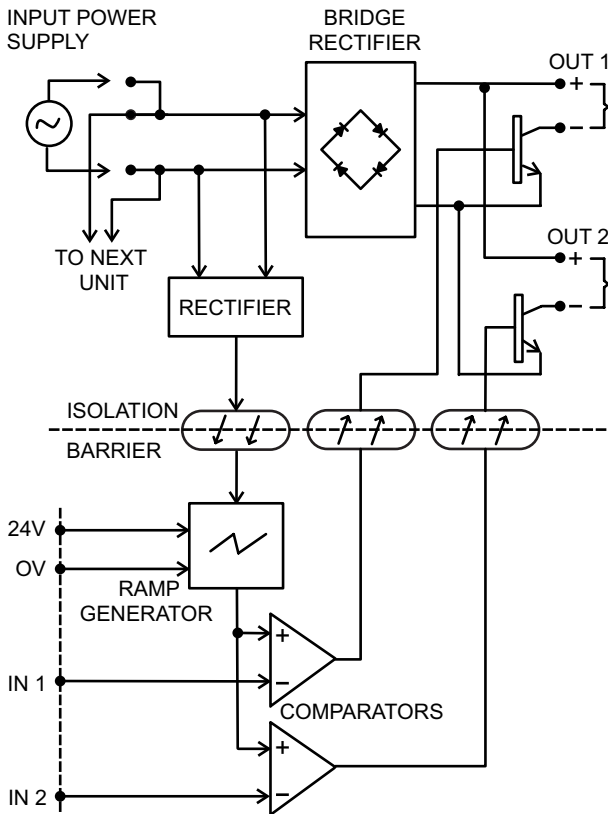 INPUT POWER
SUPPLY
BRIDGE
RECTIFIER
OUT 1
+
−
TO NEXT
UNIT
OUT 2
+
−
RECTIFIER
ISOLATION
BARRIER
24V
OV
RAMP
GENERATOR
+
IN 1
−
COMPARATORS
+
IN 2
−